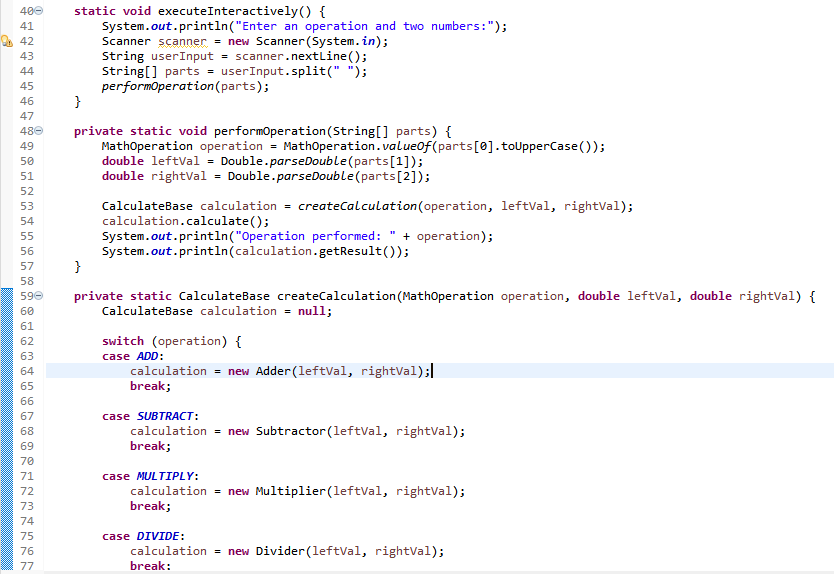 40 static void executeInteractively() {
41 System.out.println("Enter an operation and two numbers:");
42 Scanner scanner = new Scanner(System.in);
43 String userInput = scanner.nextLine();
44 String[] parts = userInput.split(" ");
45 performOperation(parts);
46 }
47
48 private static void performOperation(String[] parts) {
49 MathOperation operation = MathOperation.valueOf(parts[0].toUpperCase());
50 double leftVal = Double.parseDouble(parts[1]);
51 double rightVal = Double.parseDouble(parts[2]);
52
53 CalculateBase calculation = createCalculation(operation, leftVal, rightVal);
54 calculation.calculate();
55 System.out.println("Operation performed: " + operation);
56 System.out.println(calculation.getResult());
57 }
58
59 private static CalculateBase createCalculation(MathOperation operation, double leftVal, double rightVal) {
60 CalculateBase calculation = null;
61
62 switch (operation) {
63 case ADD:
64 calculation = new Adder(leftVal, rightVal);
65 break;
66
67 case SUBTRACT:
68 calculation = new Subtractor(leftVal, rightVal);
69 break;
70
71 case MULTIPLY:
72 calculation = new Multiplier(leftVal, rightVal);
73 break;
74
75 case DIVIDE:
76 calculation = new Divider(leftVal, rightVal);
77 break;